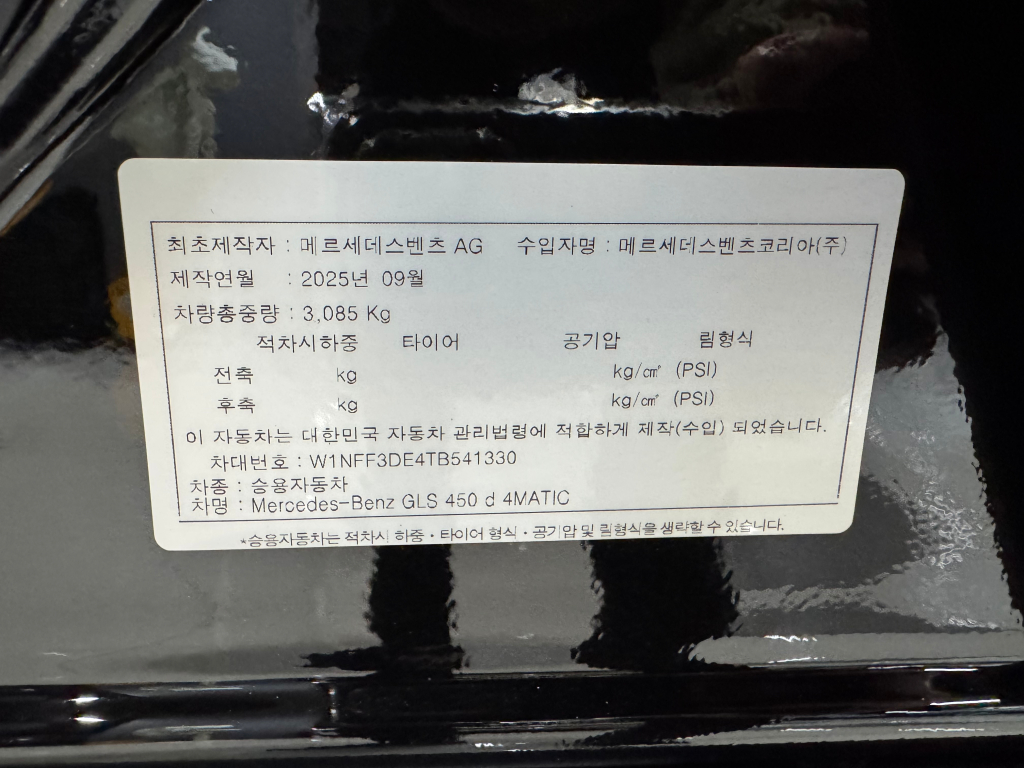 최초제작자 : 메르세데스벤츠 AG 수입자명 : 메르세데스벤츠코리아(주)
제작연월 : 2025년 09월
차량총중량 : 3,085 Kg
적차시하중 타이어 공기압 림형식
전축 kg kg/㎠ (PSI)
후축 kg kg/㎠ (PSI)
이 자동차는 대한민국 자동차 관리법령에 적합하게 제작(수입) 되었습니다.
차대번호 : W1NFF3DE4TB541330
차종 : 승용자동차
차명 : Mercedes-Benz GLS 450 d 4MATIC
*승용자동차는 적차시 하중・타이어 형식・공기압 및 림형식을 생략할 수 있습니다.